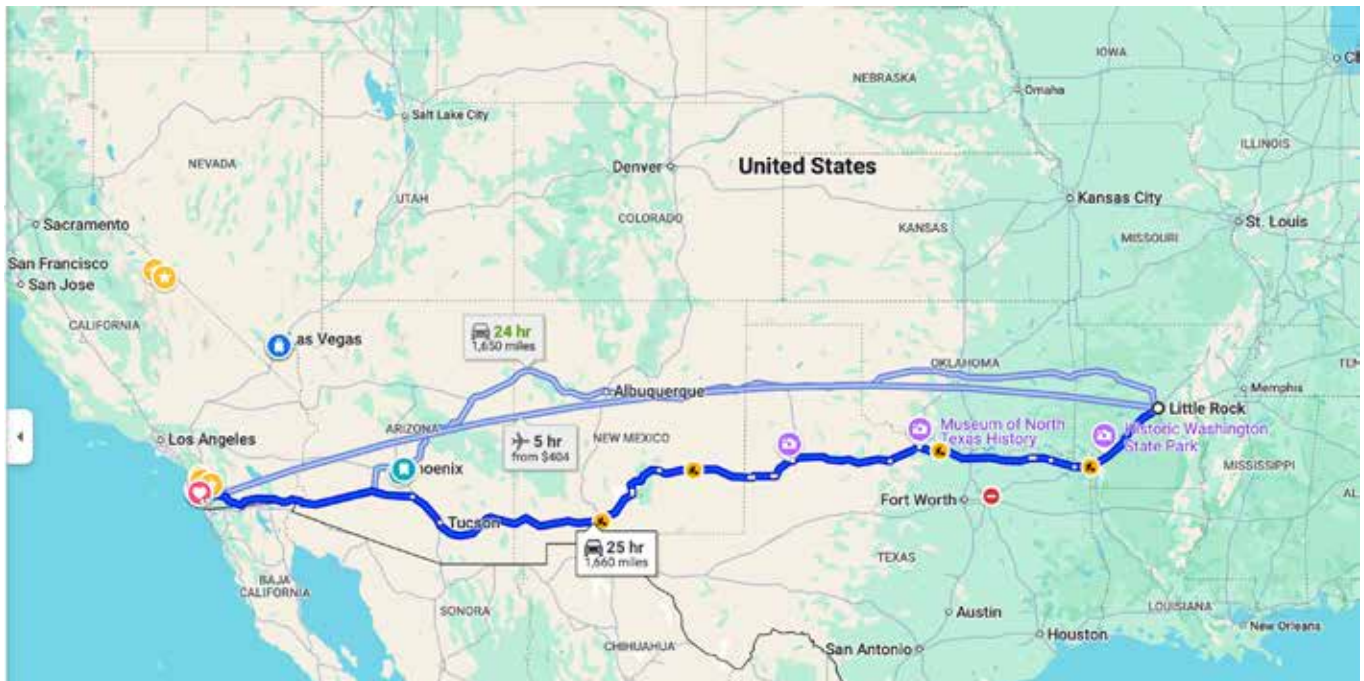 IOWA
NEBRASKA
Omaha
Salt Lake City
NEVADA
ILLINOIS
Denver
United States
Kansas City
UTAH
COLORADO
KANSAS
MISSOURI
St. Louis
Sacramento
San Francisco
San Jose
CALIFORNIA
as Vegas
24 hr
1,650 miles
OKLAHOMA
Albuquerque
Memphis
Little Rock
ARIZONA
NEW MEXICO
Museum of North
Texas History
Historic Washington
State Park
Los Angeles
5 hr
from $404
hoenix
MISSISSIPPI
Fort Worth
Tucson
25 hr
1,660 miles
TEXAS
BAJA
CALIFORNIA
SONORA
CHIHUAHUA
Austin
LOUISIANA
Houston
New Orleans
San Antonio